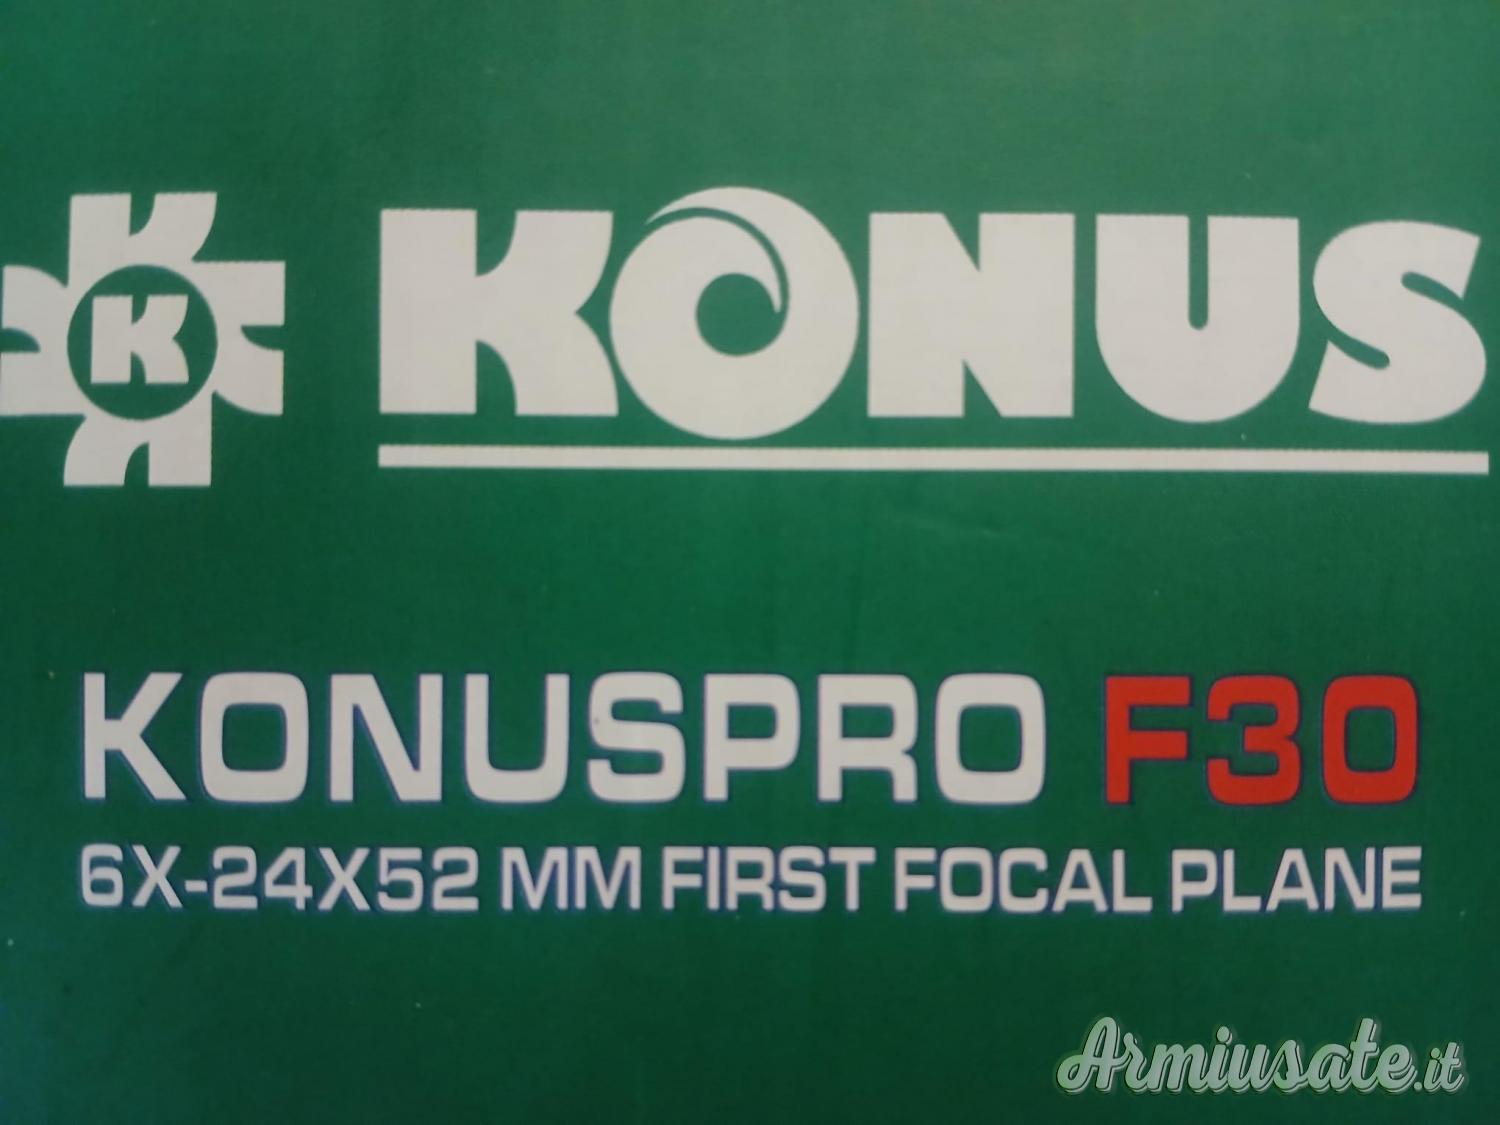 K
KONUS
KONUSPRO F30
6X-24X52 MM FIRST FOCAL PLANE
Armiusate.it